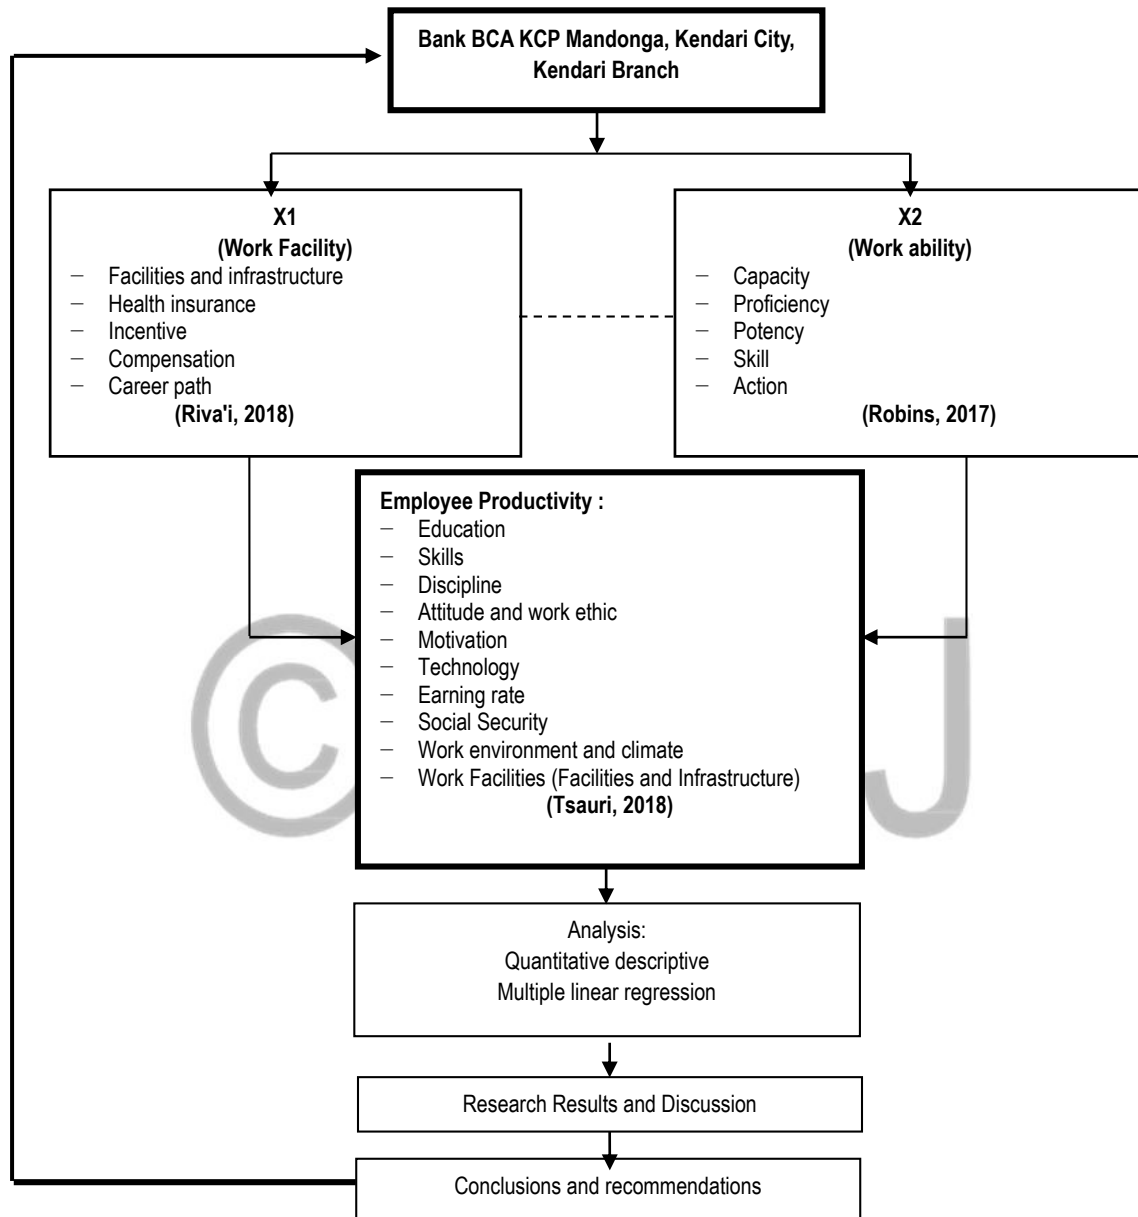 Bank BCA KCP Mandonga, Kendari City,
Kendari Branch
X1
(Work Facility)
– Facilities and infrastructure
– Health insurance
– Incentive
– Compensation
– Career path
(Riva'i, 2018)
X2
(Work ability)
– Capacity
– Proficiency
– Potency
– Skill
– Action
(Robins, 2017)
Employee Productivity :
– Education
– Skills
– Discipline
– Attitude and work ethic
– Motivation
– Technology
– Earning rate
– Social Security
– Work environment and climate
– Work Facilities (Facilities and Infrastructure)
(Tsauri, 2018)
© J
Analysis:
Quantitative descriptive
Multiple linear regression
Research Results and Discussion
Conclusions and recommendations